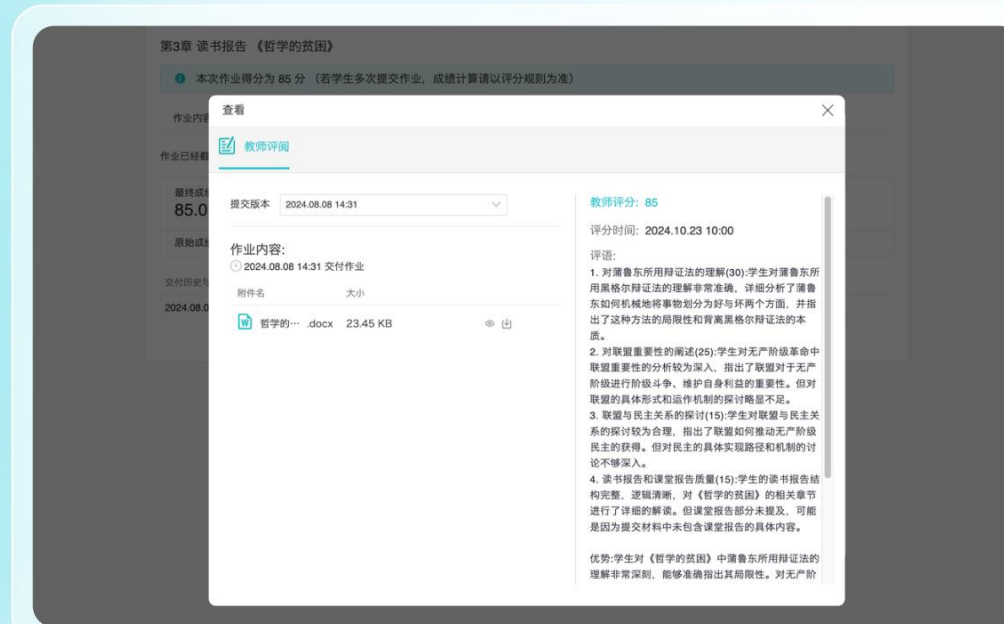 第3章 读书报告 《哲学的贫困》
本次作业得分为 85 分 （若学生多次提交作业，成绩计算请以评分规则为准）
作业内容
查看
教师评阅
作业已经截
最终成绩
85.0
原始成绩
交付历史与
2024.08.0
提交版本 2024.08.08 14:31
作业内容:
2024.08.08 14:31 交付作业
附件名 大小
哲学的… .docx 23.45 KB
教师评分: 85
评分时间: 2024.10.23 10:00
评语:
1. 对蒲鲁东所用辩证法的理解(30):学生对蒲鲁东所
用黑格尔辩证法的理解非常准确，详细分析了蒲鲁
东如何机械地将事物划分为好与坏两个方面，并指
出了这种方法的局限性和背离黑格尔辩证法的本
质。
2. 对联盟重要性的阐述(25):学生对无产阶级革命中
联盟重要性的分析较为深入，指出了联盟对于无产
阶级进行阶级斗争、维护自身利益的重要性。但对
联盟的具体形式和运作机制的探讨略显不足。
3. 联盟与民主关系的探讨(15):学生对联盟与民主关
系的探讨较为合理，指出了联盟如何推动无产阶级
民主的获得。但对民主的具体实现路径和机制的讨
论不够深入。
4. 读书报告和课堂报告质量(15):学生的读书报告结
构完整，逻辑清晰，对《哲学的贫困》的相关章节
进行了详细的解读。但课堂报告部分未提及，可能
是因为提交材料中未包含课堂报告的具体内容。
优势:学生对《哲学的贫困》中蒲鲁东所用辩证法的
理解非常深刻，能够准确指出其局限性。对无产阶